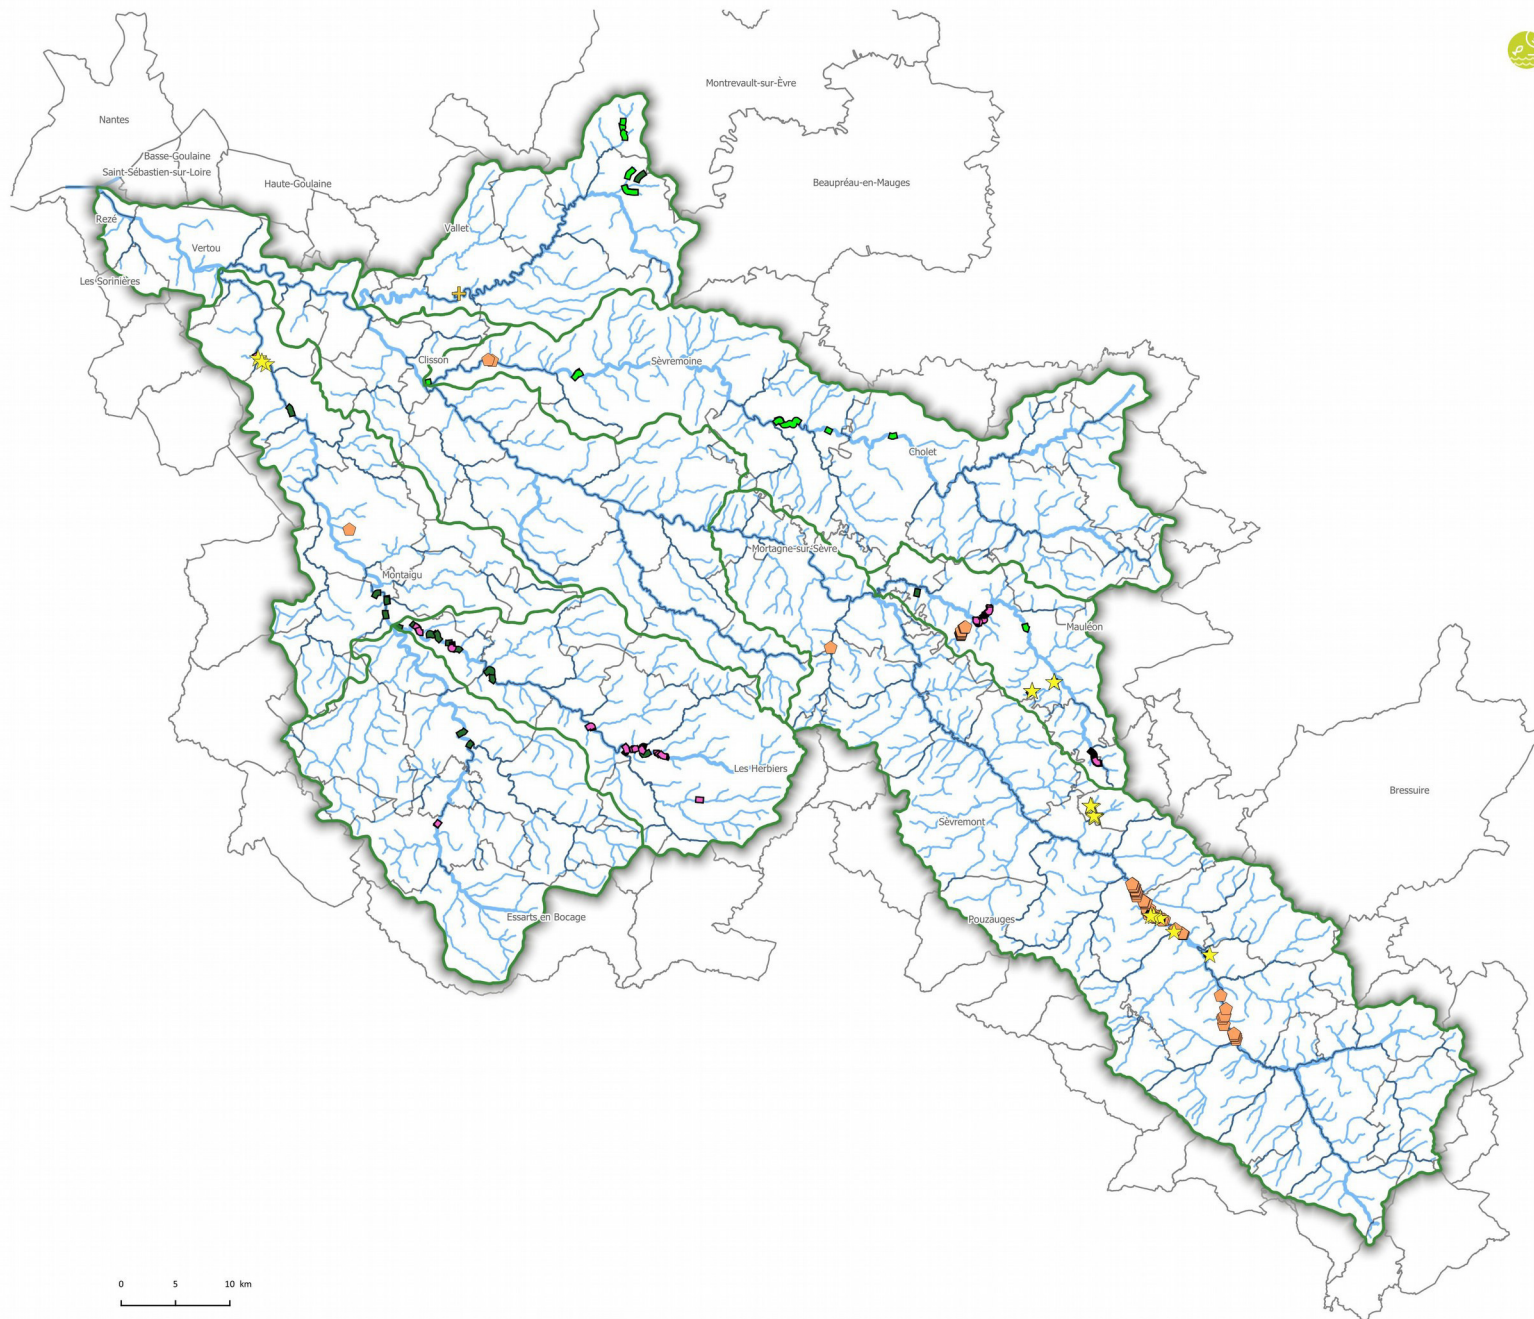 Montrevault-sur-Èvre
Nantes
Basse-Goulaine
Saint-Sébastien-sur-Loire
Haute-Goulaine
Beaupréau-en-Mauges
Rezé
Vallet
Vertou
Les Sorinières
Clisson
Sèvremoine
Cholet
Mortagne-sur-Sèvre
Montaigu
Mauléon
Les Herbiers
Bressuire
Sèvremont
Essarts en Bocage
Pouzauges
0 5 10 km